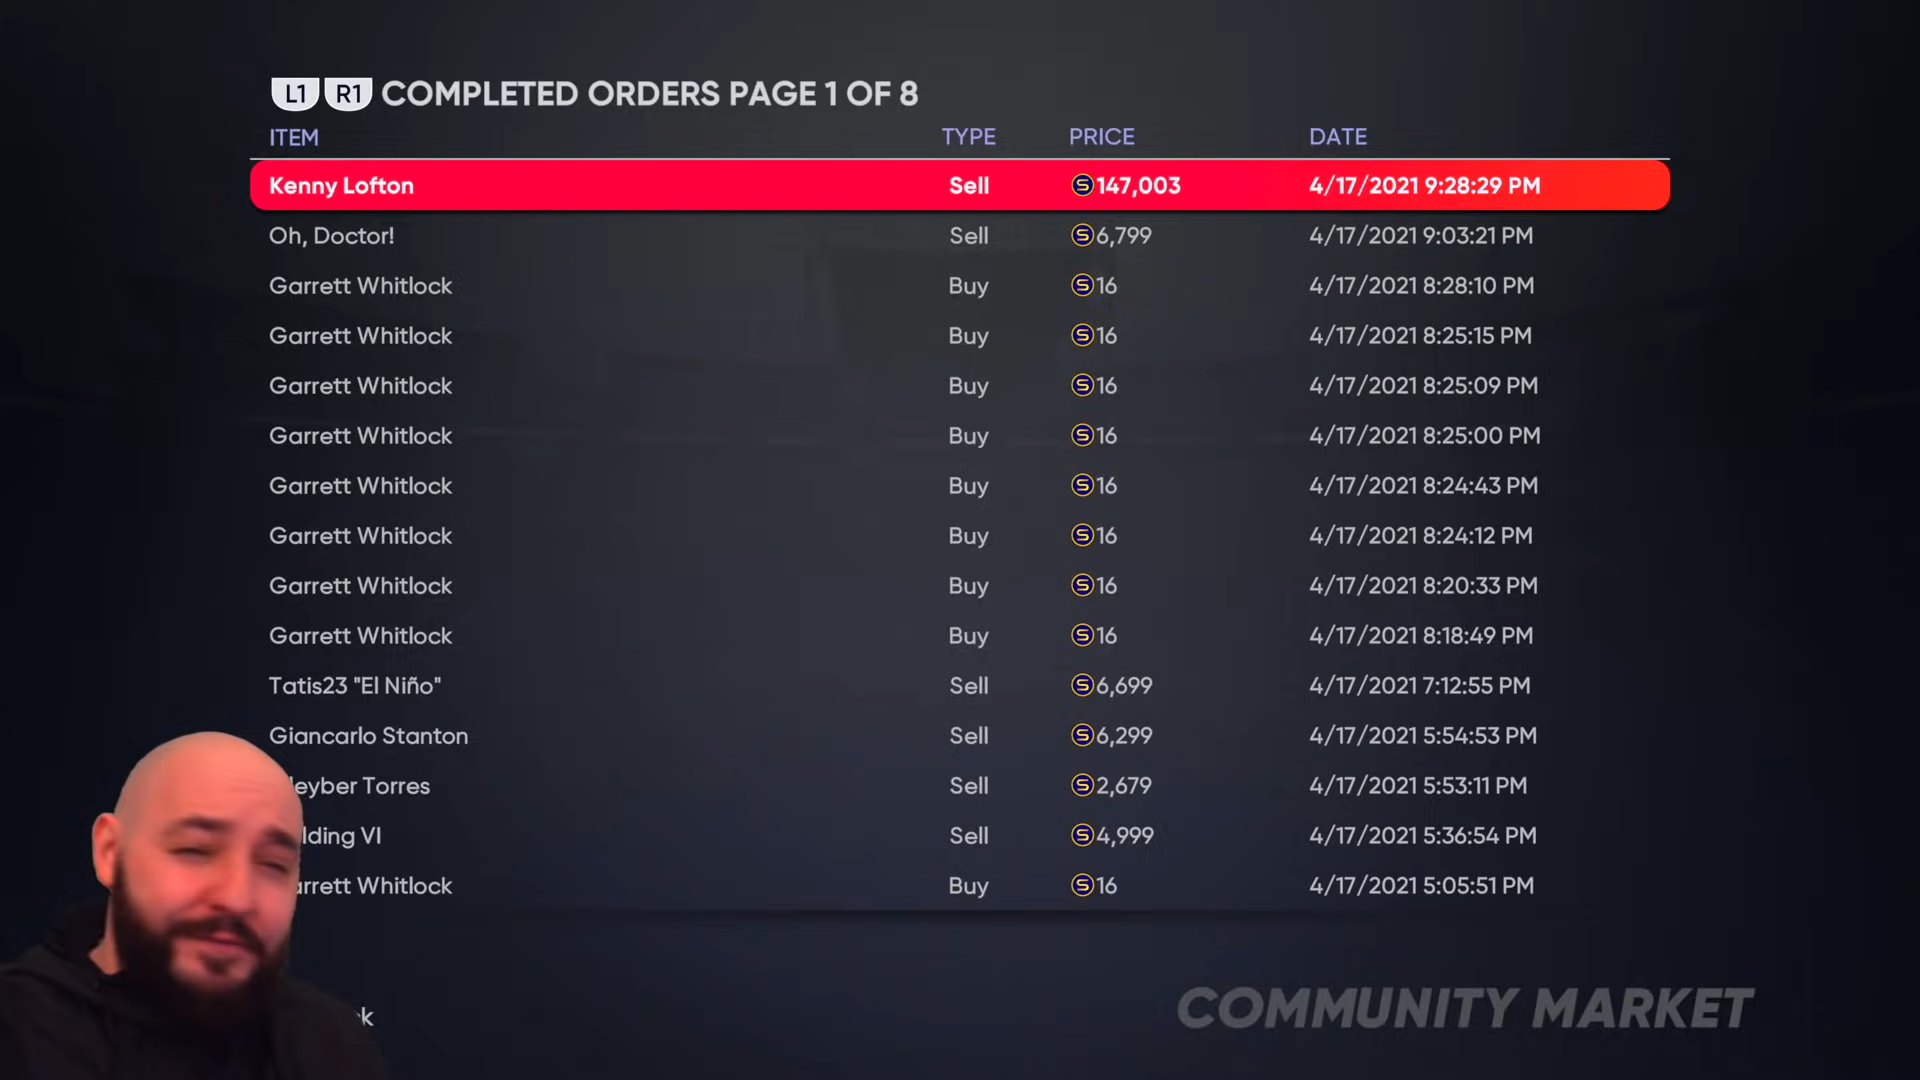 L1 R1 COMPLETED ORDERS PAGE 1 OF 8
ITEM TYPE PRICE DATE
Kenny Lofton Sell S 147,003 4/17/2021 9:28:29 PM
Oh, Doctor! Sell S 6,799 4/17/2021 9:03:21 PM
Garrett Whitlock Buy S 16 4/17/2021 8:28:10 PM
Garrett Whitlock Buy S 16 4/17/2021 8:25:15 PM
Garrett Whitlock Buy S 16 4/17/2021 8:25:09 PM
Garrett Whitlock Buy S 16 4/17/2021 8:25:00 PM
Garrett Whitlock Buy S 16 4/17/2021 8:24:43 PM
Garrett Whitlock Buy S 16 4/17/2021 8:24:12 PM
Garrett Whitlock Buy S 16 4/17/2021 8:20:33 PM
Garrett Whitlock Buy S 16 4/17/2021 8:18:49 PM
Tatis23 "El Niño" Sell S 6,699 4/17/2021 7:12:55 PM
Giancarlo Stanton Sell S 6,299 4/17/2021 5:54:53 PM
leyber Torres Sell S 2,679 4/17/2021 5:53:11 PM
lding VI Sell S 4,999 4/17/2021 5:36:54 PM
arrett Whitlock Buy S 16 4/17/2021 5:05:51 PM
COMMUNITY MARKET